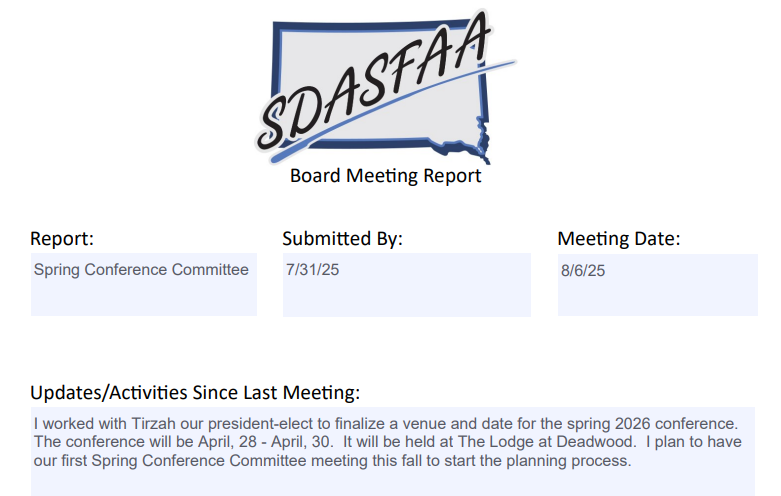 SDASFAA
Board Meeting Report
Report:
Submitted By:
Meeting Date:
Spring Conference Committee
7/31/25
8/6/25
Updates/Activities Since Last Meeting:
I worked with Tirzah our president-elect to finalize a venue and date for the spring 2026 conference.
The conference will be April, 28 - April, 30.  It will be held at The Lodge at Deadwood.  I plan to have
our first Spring Conference Committee meeting this fall to start the planning process.